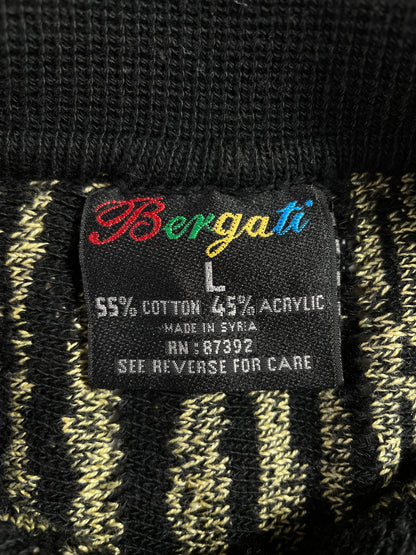 Bergati
L
55% COTTON 45% ACRYLIC
MADE IN SYRIA
RN: 87392
SEE REVERSE FOR CARE